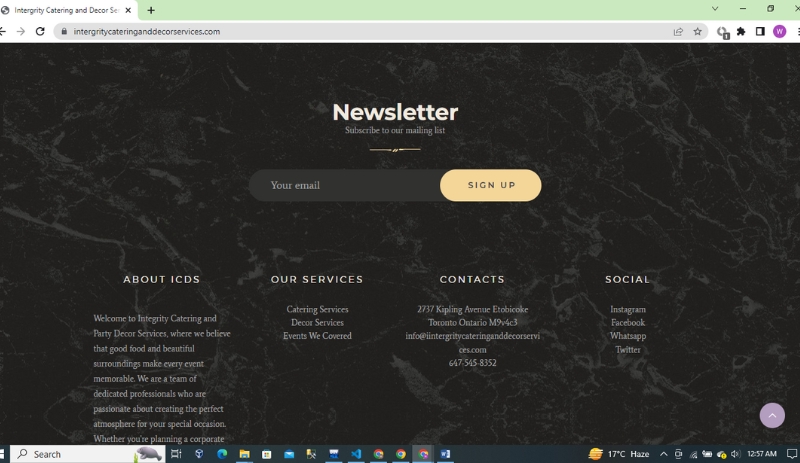 Intergrity Catering and Decor Se
intergritycateringanddecorservices.com
W
Newsletter
Subscribe to our mailing list
Your email
SIGN UP
ABOUT ICDS
Welcome to Integrity Catering and
Party Decor Services, where we believe
that good food and beautiful
surroundings make every event
memorable. We are a team of
dedicated professionals who are
passionate about creating the perfect
atmosphere for your special occasion.
Whether you're planning a corporate
OUR SERVICES
Catering Services
Decor Services
Events We Covered
CONTACTS
2737 Kipling Avenue Etobicoke
Toronto Ontario M9v4c3
info@iintergritycateringanddecorservi
ces.com
647-545-8352
SOCIAL
Instagram
Facebook
Whatsapp
Twitter
Search
17°C Haze
12:57 AM